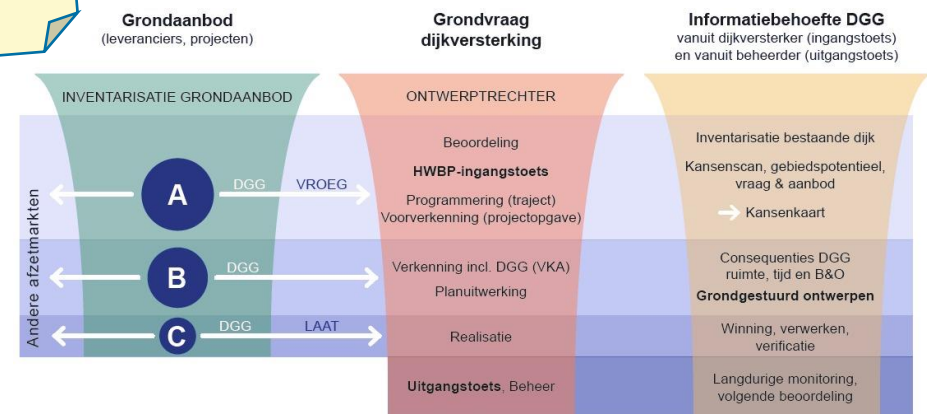 Grondaanbod
(leveranciers, projecten)
Grondvraag
dijkversterking
Informatiebehoefte DGG
vanuit dijkversterker (ingangstoets)
en vanuit beheerder (uitgangstoets)
INVENTARISATIE GRONDAANBOD
ONTWERPTRECHTER
Andere afzetmarkten
A
DGG
VROEG
Beoordeling
HWBP-ingangstoets
Programmering (traject)
Voorverkenning (projectopgave)
Inventarisatie bestaande dijk
Kansenscan, gebiedspotentieel,
vraag & aanbod
Kansenkaart
B
DGG
Verkenning incl. DGG (VKA)
Planuitwerking
Consequenties DGG
ruimte, tijd en B&O
Grondgestuurd ontwerpen
C
DGG
LAAT
Realisatie
Winning, verwerken,
verificatie
Uitgangstoets, Beheer
Langdurige monitoring,
volgende beoordeling